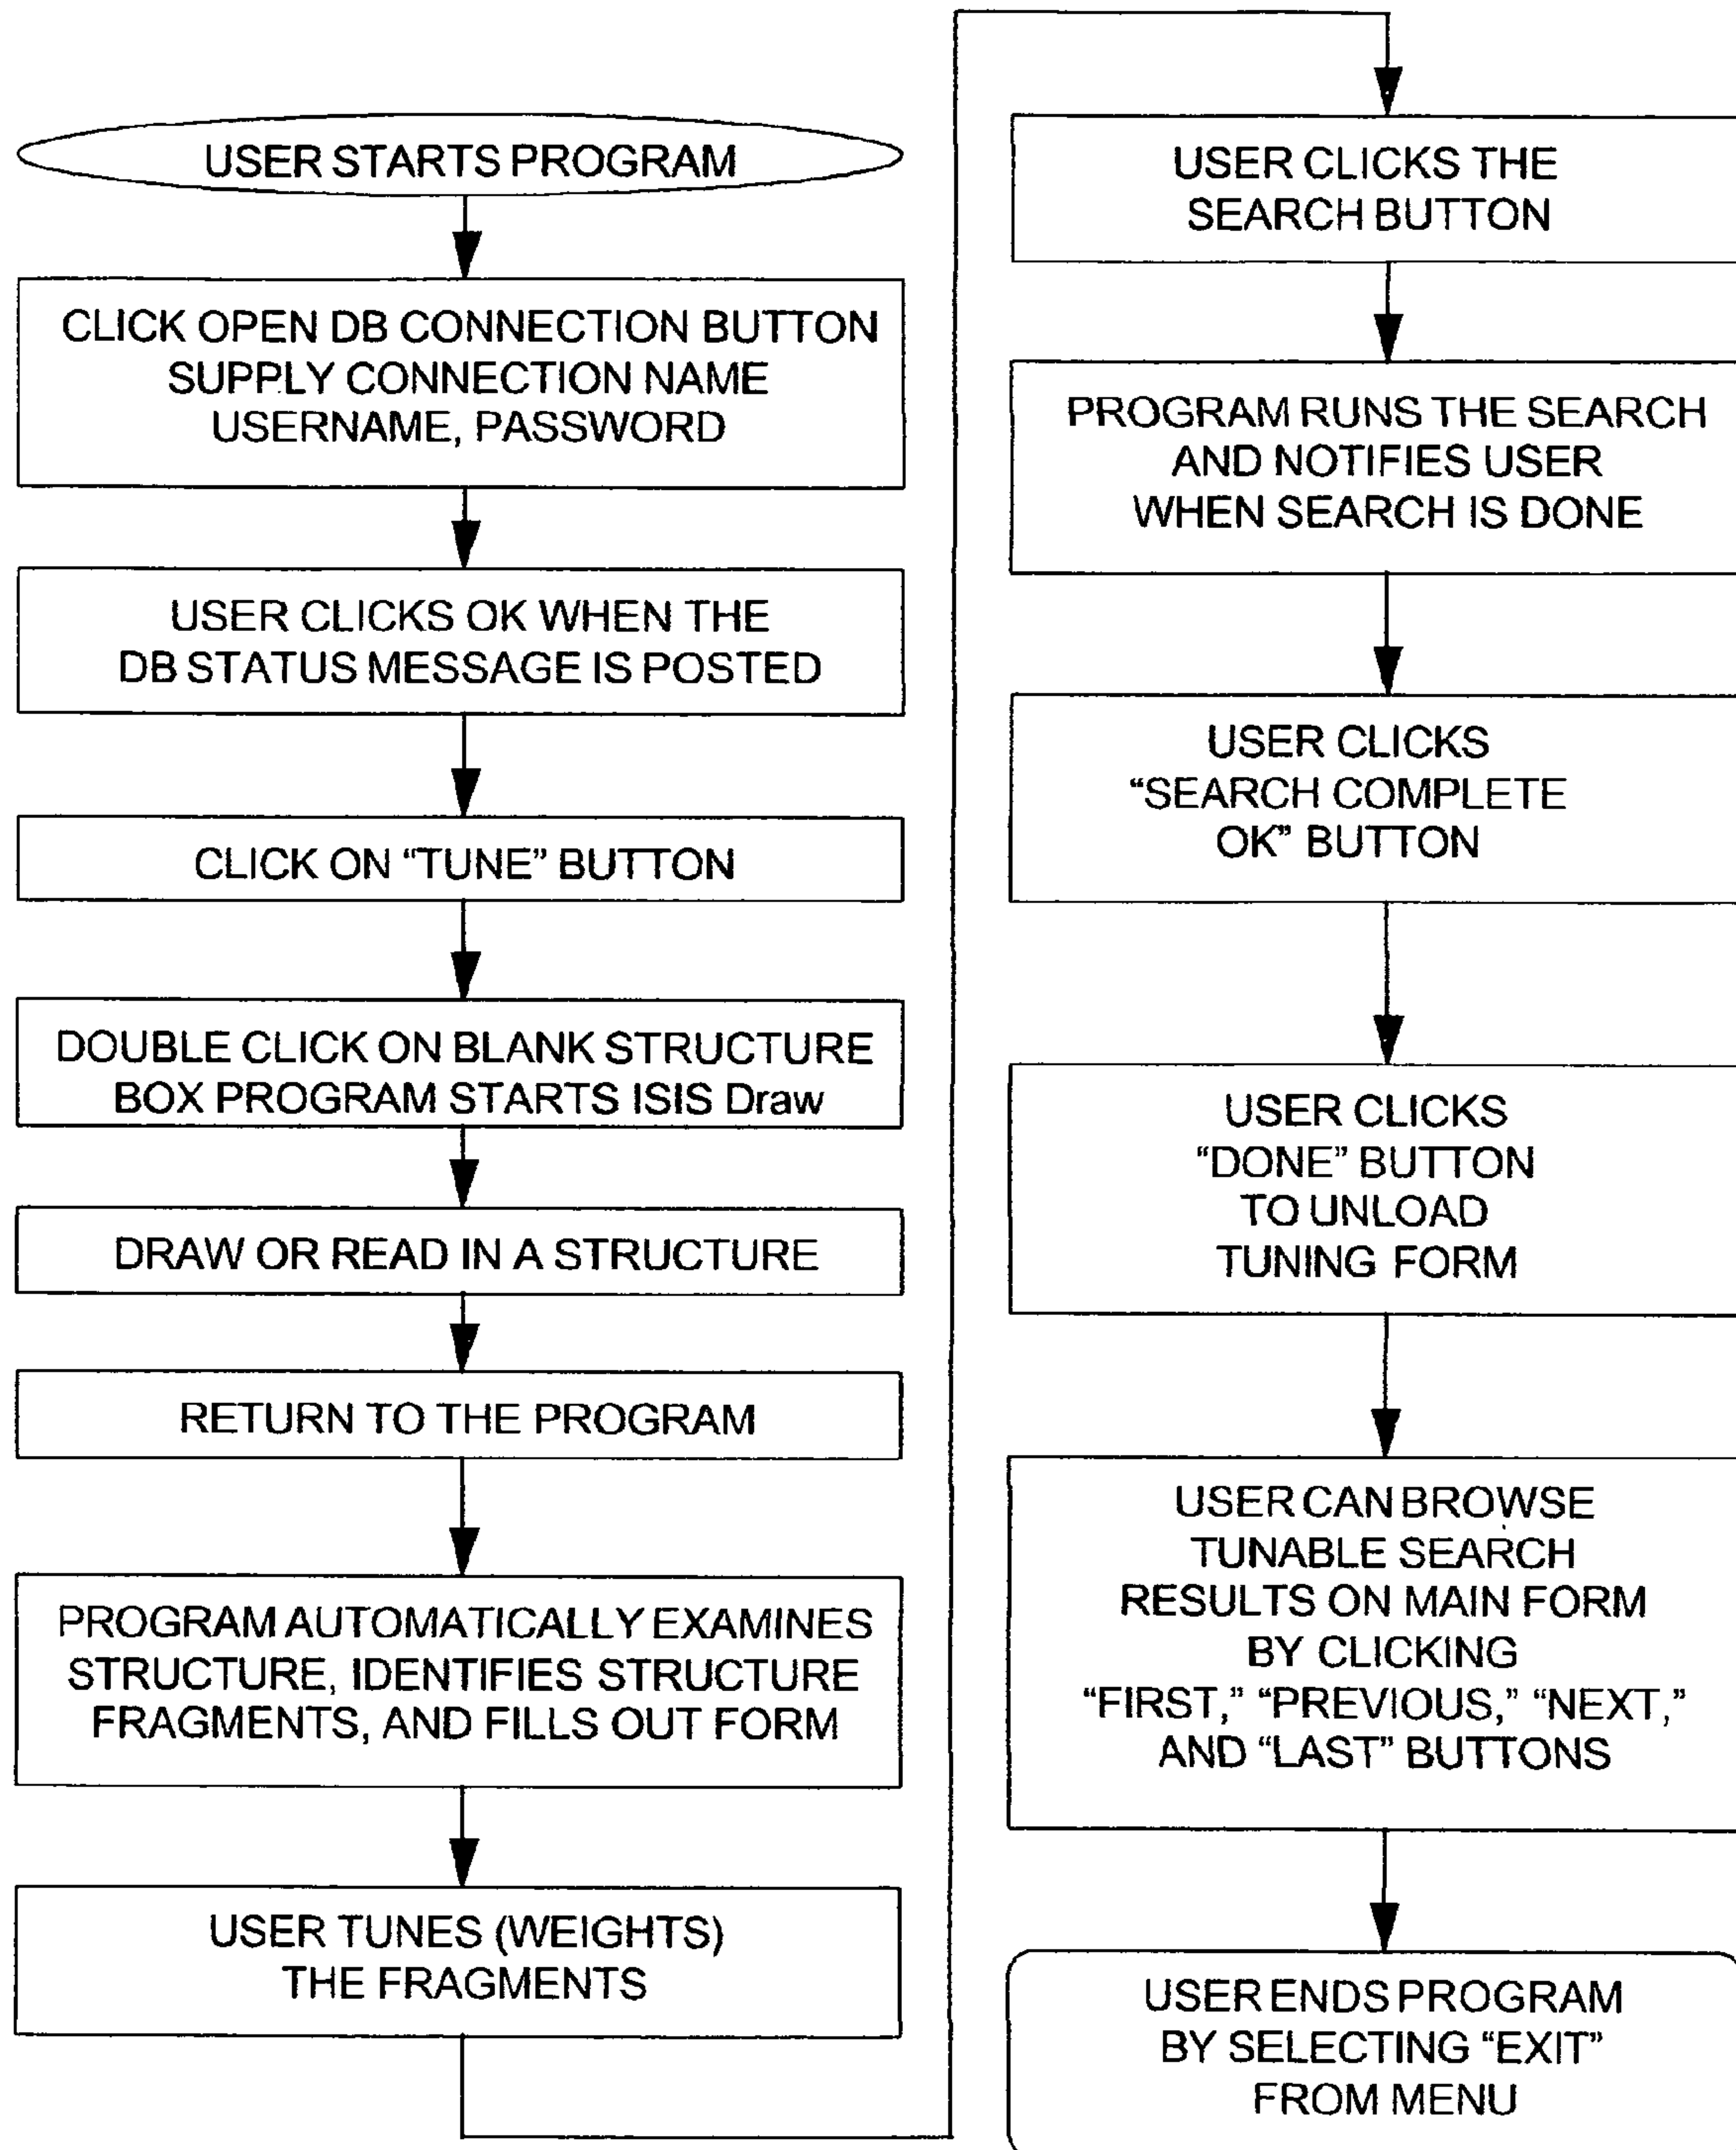 USER STARTS PROGRAM
CLICK OPEN DB CONNECTION BUTTON
SUPPLY CONNECTION NAME
USERNAME, PASSWORD
USER CLICKS OK WHEN THE
DB STATUS MESSAGE IS POSTED
CLICK ON “TUNE” BUTTON
DOUBLE CLICK ON BLANK STRUCTURE
BOX PROGRAM STARTS ISIS Draw
DRAW OR READ IN A STRUCTURE
RETURN TO THE PROGRAM
PROGRAM AUTOMATICALLY EXAMINES
STRUCTURE, IDENTIFIES STRUCTURE
FRAGMENTS, AND FILLS OUT FORM
USER TUNES (WEIGHTS)
THE FRAGMENTS
USER CLICKS THE
SEARCH BUTTON
PROGRAM RUNS THE SEARCH
AND NOTIFIES USER
WHEN SEARCH IS DONE
USER CLICKS
“SEARCH COMPLETE
OK” BUTTON
USER CLICKS
“DONE” BUTTON
TO UNLOAD
TUNING FORM
USER CAN BROWSE
TUNABLE SEARCH
RESULTS ON MAIN FORM
BY CLICKING
“FIRST,” “PREVIOUS,” “NEXT,”
AND “LAST” BUTTONS
USER ENDS PROGRAM
BY SELECTING “EXIT”
FROM MENU